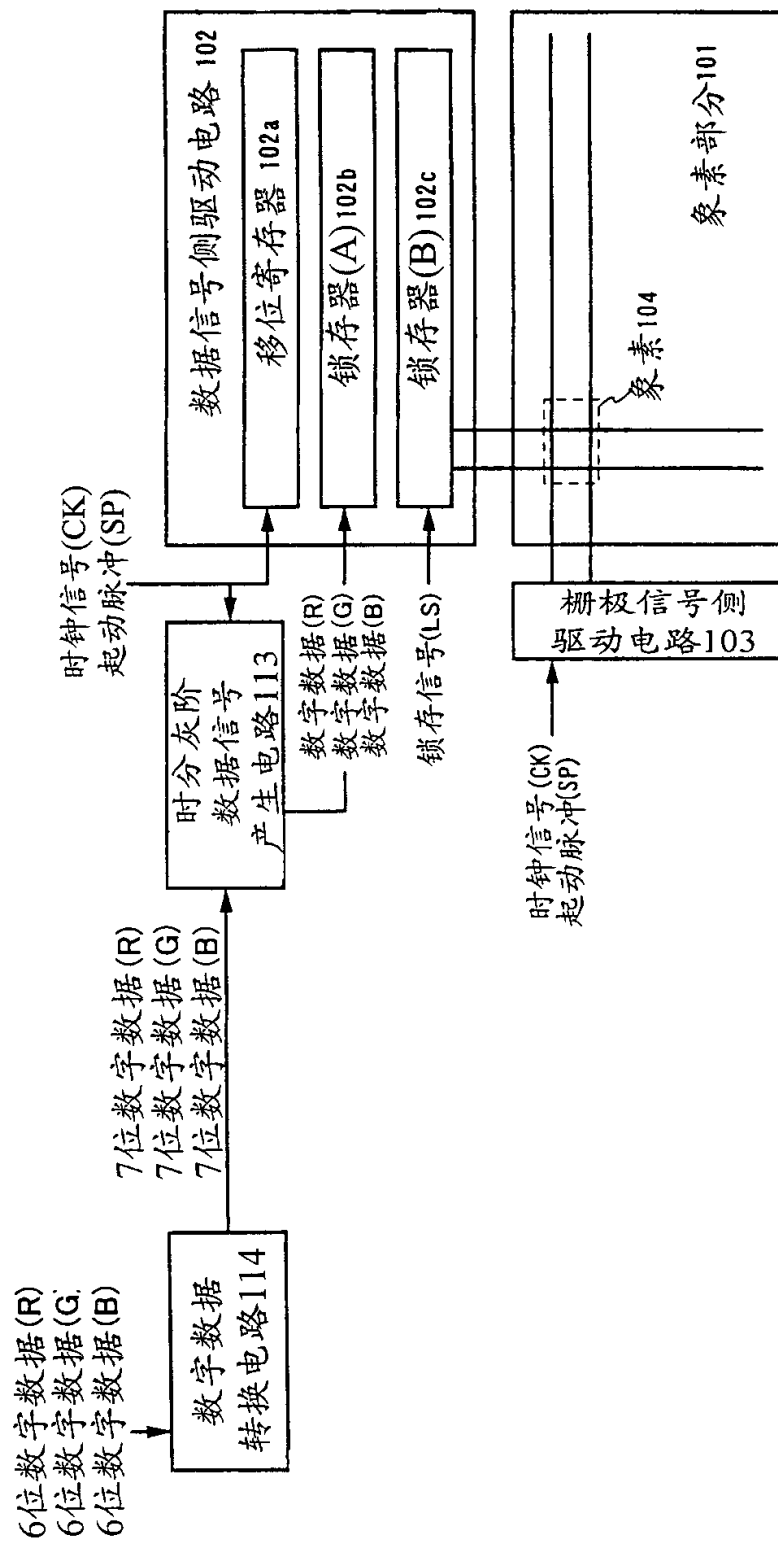 6位数字数据(R)
6位数字数据(G,
6位数字数据(B)
数字数据
转换电路114
7位数字数据(R)
7位数字数据(G)
7位数字数据(B)
时分灰阶
数据信号
产生电路113
时钟信号(CK)
起动脉冲(SP)
数字数据(R)
数字数据(G)
数字数据(B)
锁存信号(LS)
数据信号侧驱动电路 102
移位寄存器 102a
锁存器(A)102b
锁存器(B)102c
时钟信号(CK)
起动脉冲(SP)
栅极信号侧
驱动电路103
象素104
象素部分101